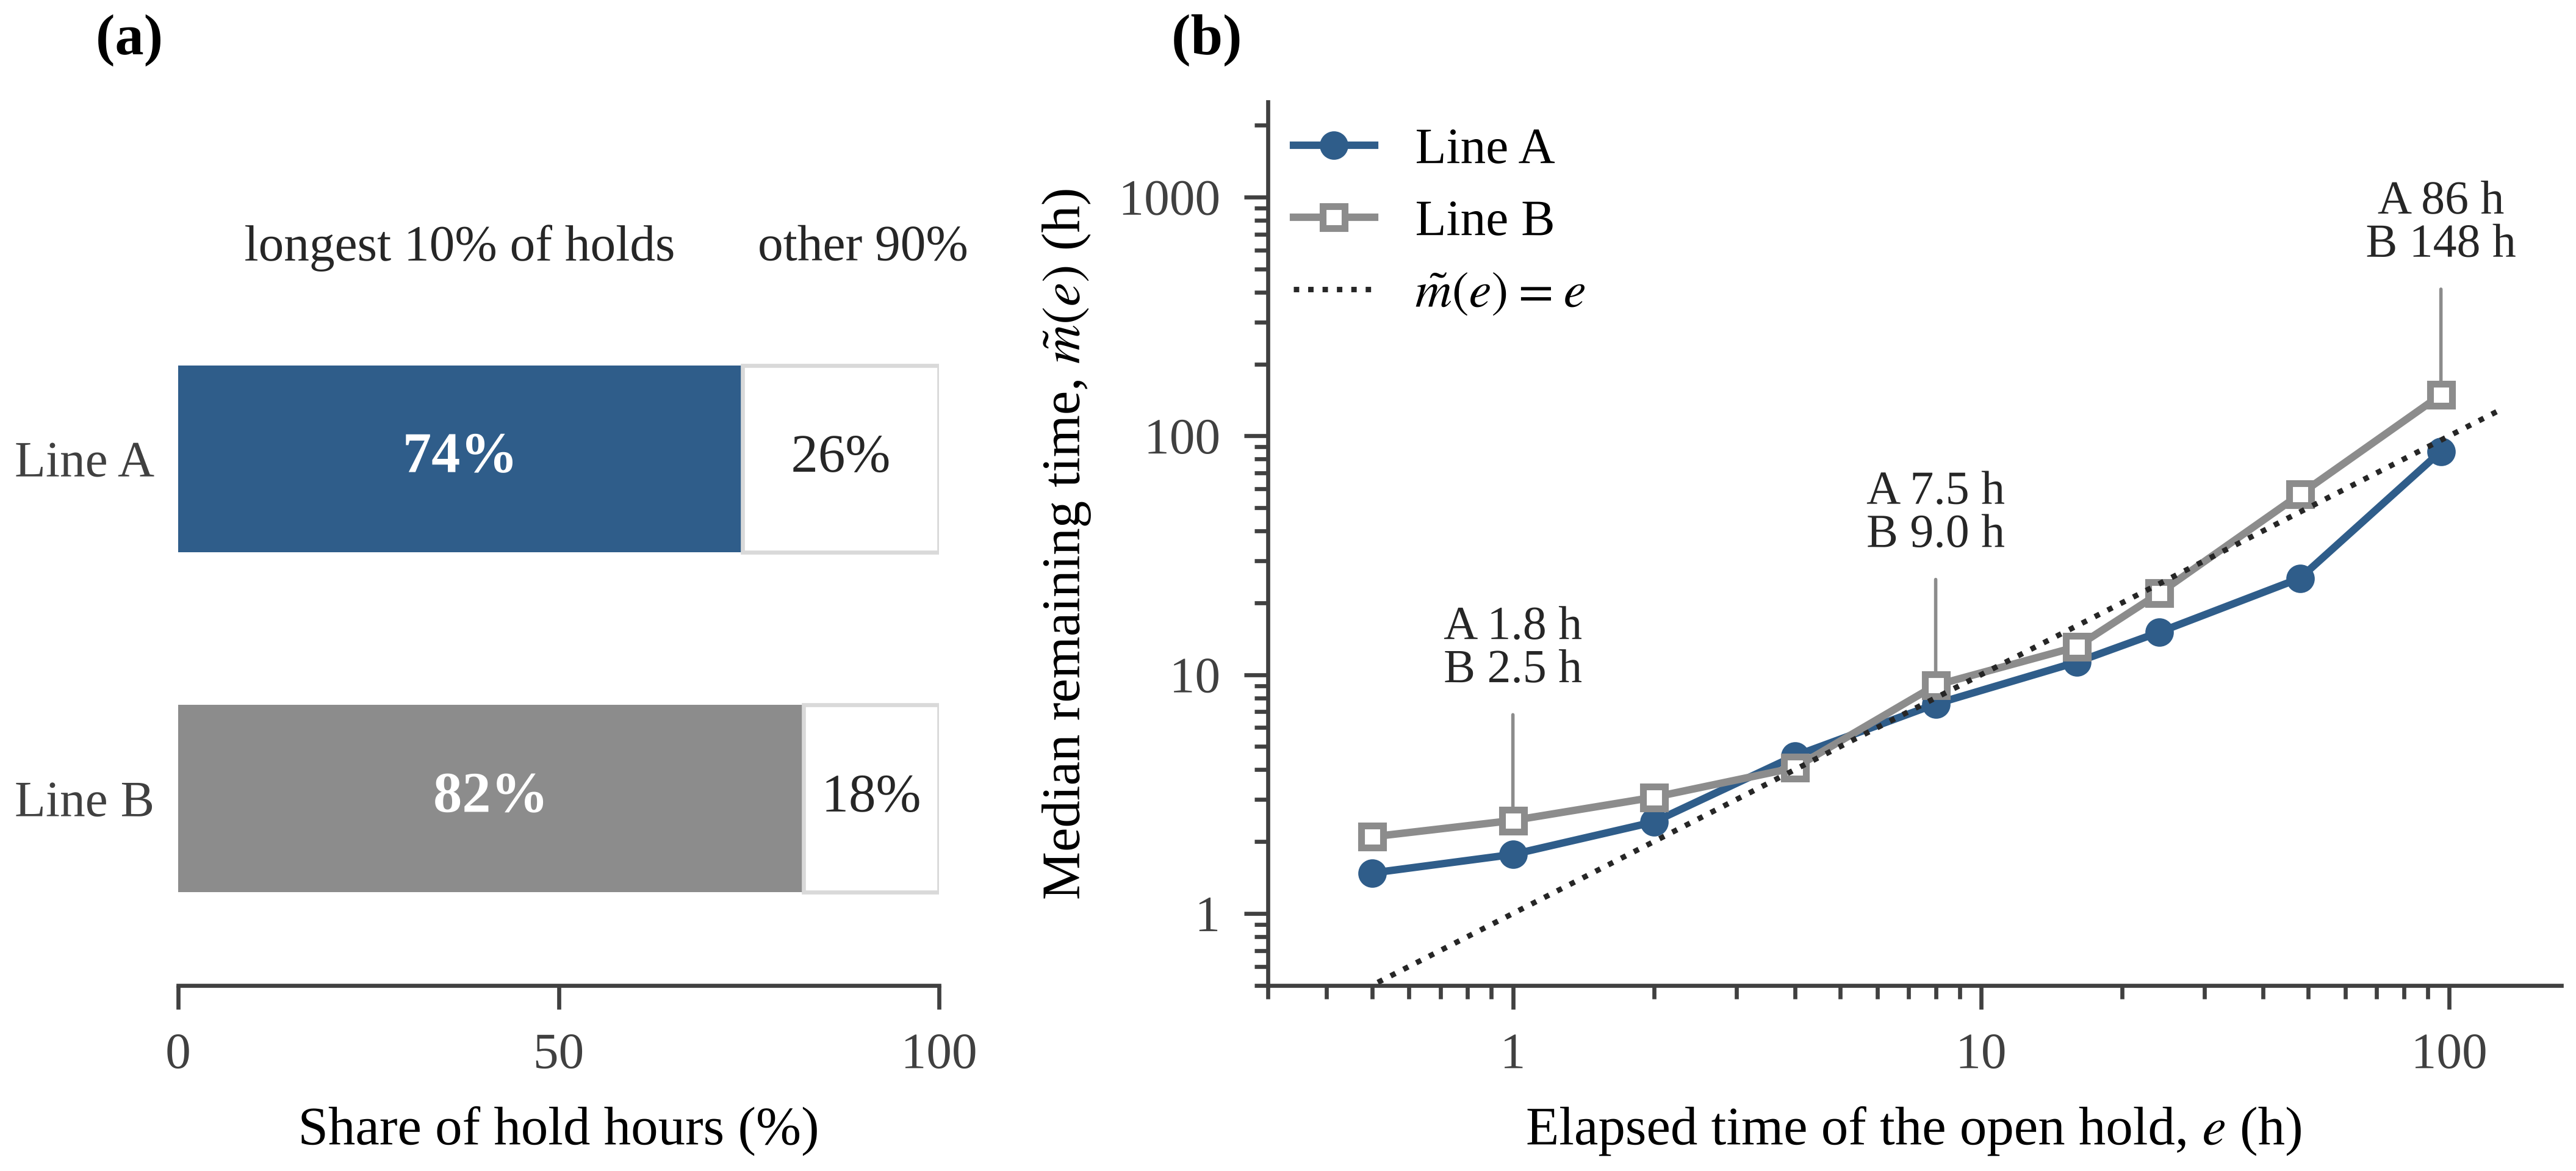 (a)
longest 10% of holds other 90%
Line A 74% 26%
Line B 82% 18%
0 50 100
Share of hold hours (%)
(b)
Median remaining time, m̃(e) (h)
1000
100
10
1
Line A
Line B
m̃(e) = e
A 1.8 h
B 2.5 h
A 7.5 h
B 9.0 h
A 86 h
B 148 h
1 10 100
Elapsed time of the open hold, e (h)